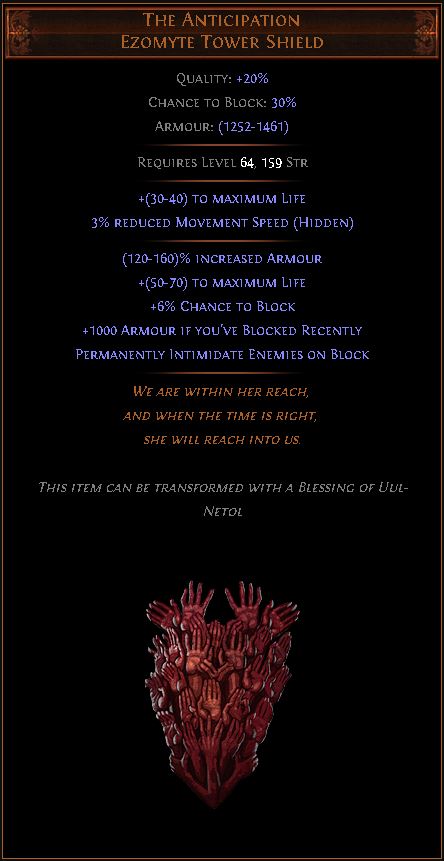 The Anticipation
Ezomyte Tower Shield
Quality: +20%
Chance to Block: 30%
Armour: (1252-1461)
Requires Level 64, 159 Str
+(30-40) to maximum Life
3% reduced Movement Speed (Hidden)
(120-160)% increased Armour
+(50-70) to maximum Life
+6% Chance to Block
+1000 Armour if you've Blocked Recently
Permanently Intimidate Enemies on Block
We are within her reach,
and when the time is right,
she will reach into us.
This item can be transformed with a Blessing of Uul-
Netol